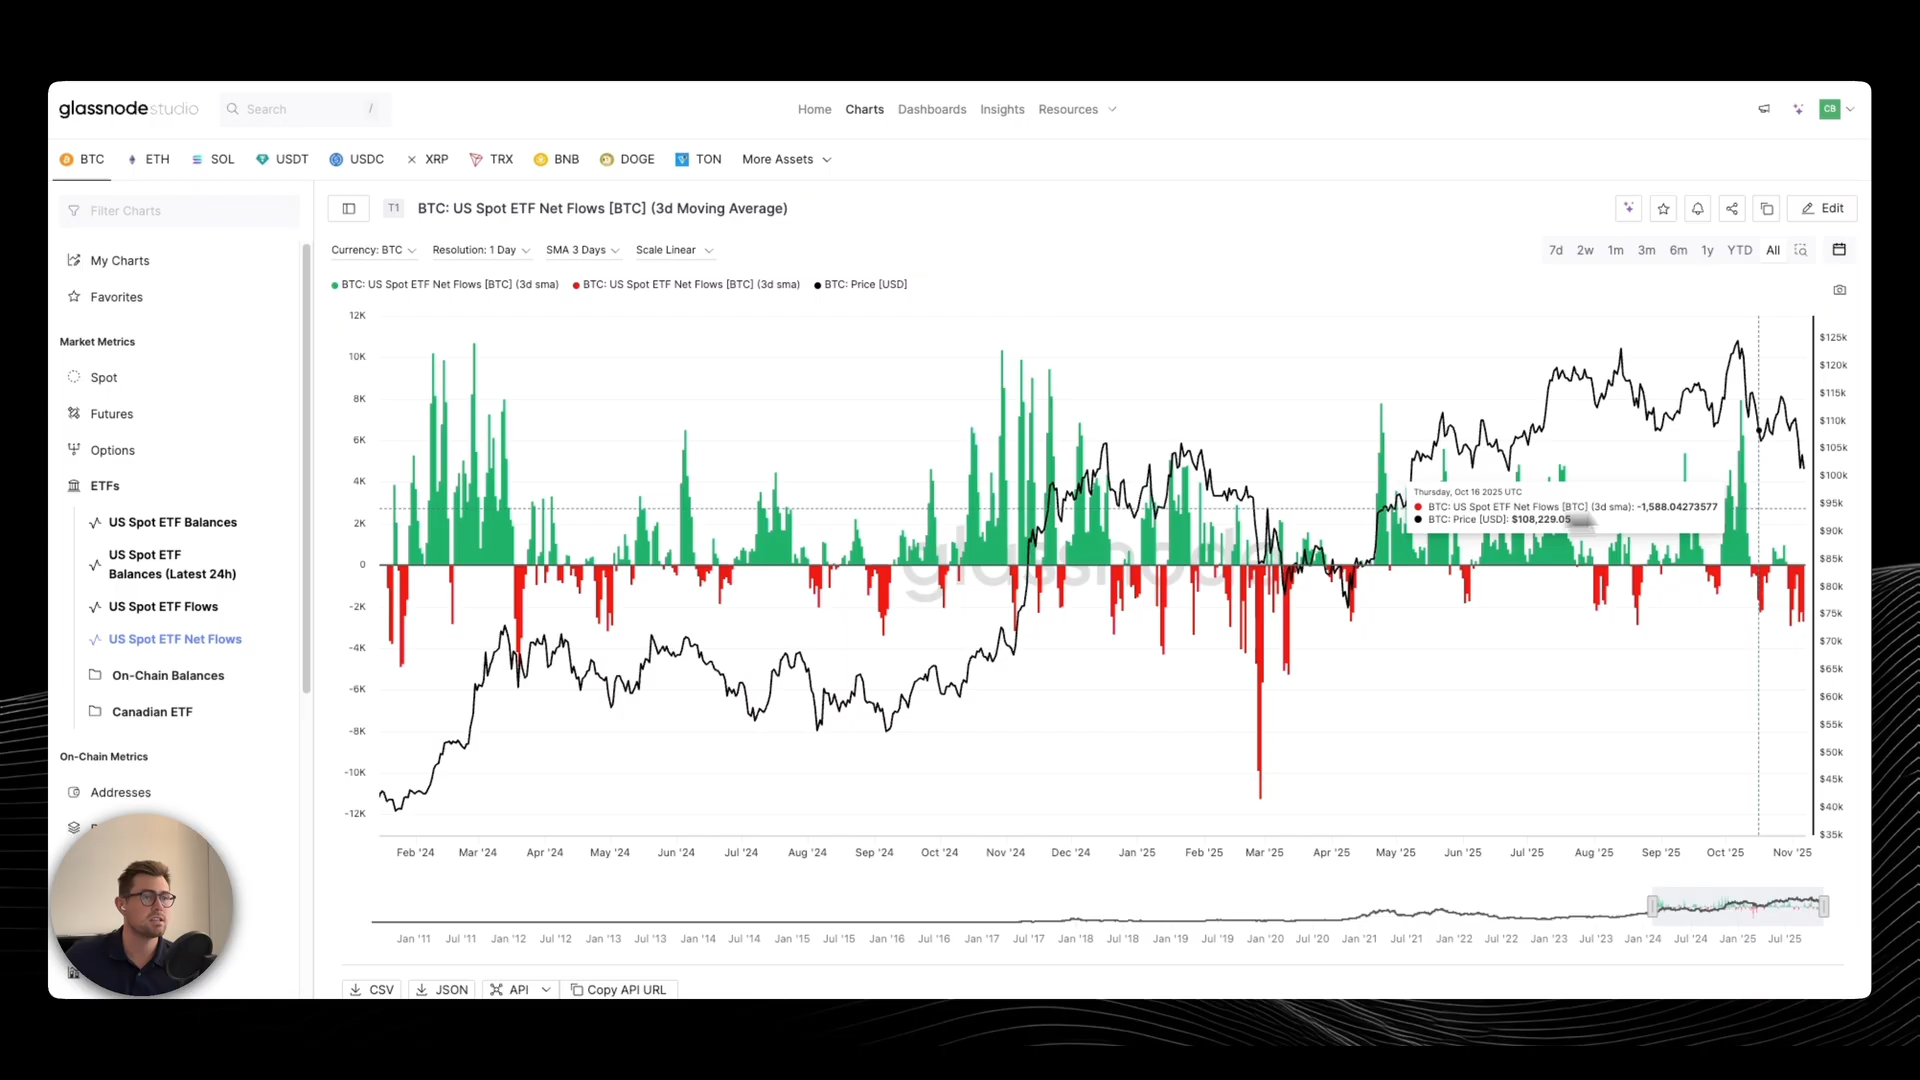 glassnode studio
Search /
Home Charts Dashboards Insights Resources
CB
BTC ETH SOL USDT USDC XRP TRX BNB DOGE TON More Assets
Filter Charts
My Charts
Favorites
Market Metrics
Spot
Futures
Options
ETFs
US Spot ETF Balances
US Spot ETF
Balances (Latest 24h)
US Spot ETF Flows
US Spot ETF Net Flows
On-Chain Balances
Canadian ETF
On-Chain Metrics
Addresses
T1 BTC: US Spot ETF Net Flows [BTC] (3d Moving Average)
Edit
Currency: BTC Resolution: 1 Day SMA 3 Days Scale Linear
7d 2w 1m 3m 6m 1y YTD All
BTC: US Spot ETF Net Flows [BTC] (3d sma) BTC: US Spot ETF Net Flows [BTC] (3d sma) BTC: Price [USD]
12K
10K
8K
6K
4K
2K
0
-2K
-4K
-6K
-8K
-10K
-12K
$125k
$120k
$115k
$110k
$105k
$100k
$95k
$90k
$85k
$80k
$75k
$70k
$65k
$60k
$55k
$50k
$45k
$40k
$35k
Thursday, Oct 16 2025 UTC
BTC: US Spot ETF Net Flows [BTC] (3d sma): -1,588.04273577
BTC: Price [USD]: $108,229.05
glassnode
Feb '24 Mar '24 Apr '24 May '24 Jun '24 Jul '24 Aug '24 Sep '24 Oct '24 Nov '24 Dec '24 Jan '25 Feb '25 Mar '25 Apr '25 May '25 Jun '25 Jul '25 Aug '25 Sep '25 Oct '25 Nov '25
Jan '11 Jul '11 Jan '12 Jul '12 Jan '13 Jul '13 Jan '14 Jul '14 Jan '15 Jul '15 Jan '16 Jul '16 Jan '17 Jul '17 Jan '18 Jul '18 Jan '19 Jul '19 Jan '20 Jul '20 Jan '21 Jul '21 Jan '22 Jul '22 Jan '23 Jul '23 Jan '24 Jul '24 Jan '25 Jul '25
CSV JSON API Copy API URL